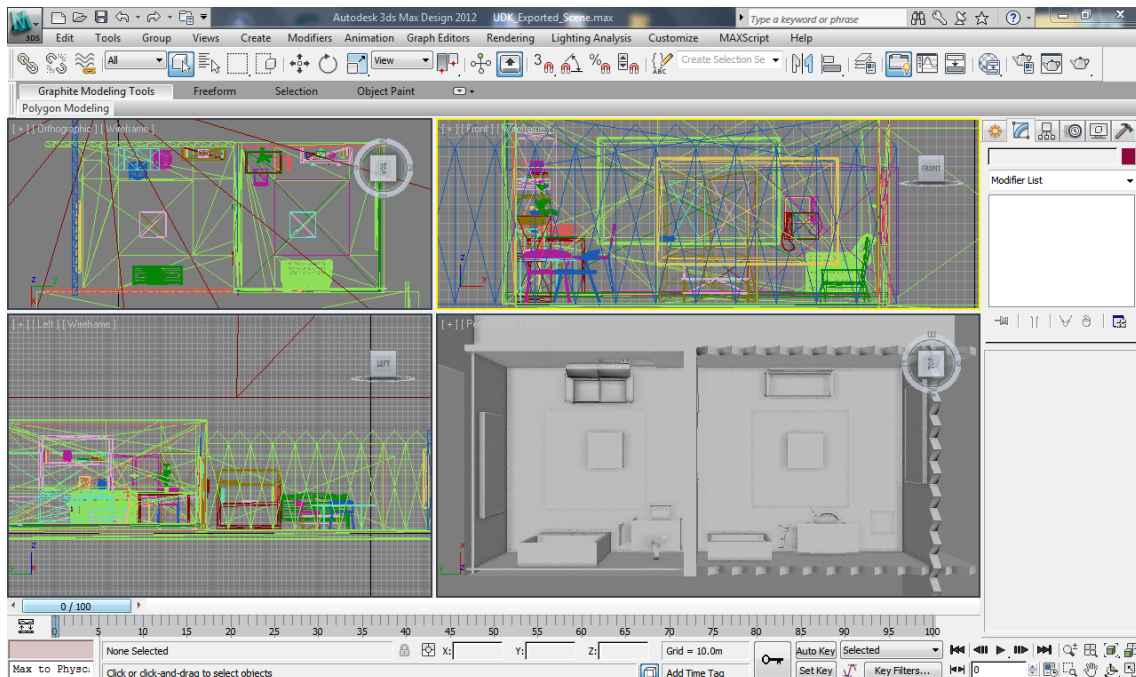 Autodesk 3ds Max Design 2012 UDK_Exported_Scene.max
Type a keyword or phrase
3DS Edit Tools Group Views Create Modifiers Animation Graph Editors Rendering Lighting Analysis Customize MAXScript Help
All View 3 % ABC Create Selection Se
Graphite Modeling Tools Freeform Selection Object Paint
Polygon Modeling
[ + ] [ Orthographic ] [ Wireframe ]
TOP
[ + ] [ Front ] [ Wireframe ]
FRONT
Modifier List
[ + ] [ Left ] [ Wireframe ]
LEFT
TOP
0 / 100
0 5 10 15 20 25 30 35 40 45 50 55 60 65 70 75 80 85 90 95 100
None Selected X: Y: Z: Grid = 10.0m Auto Key Selected
Max to Physc: Click or click-and-drag to select objects Add Time Tag Set Key Key Filters... 0